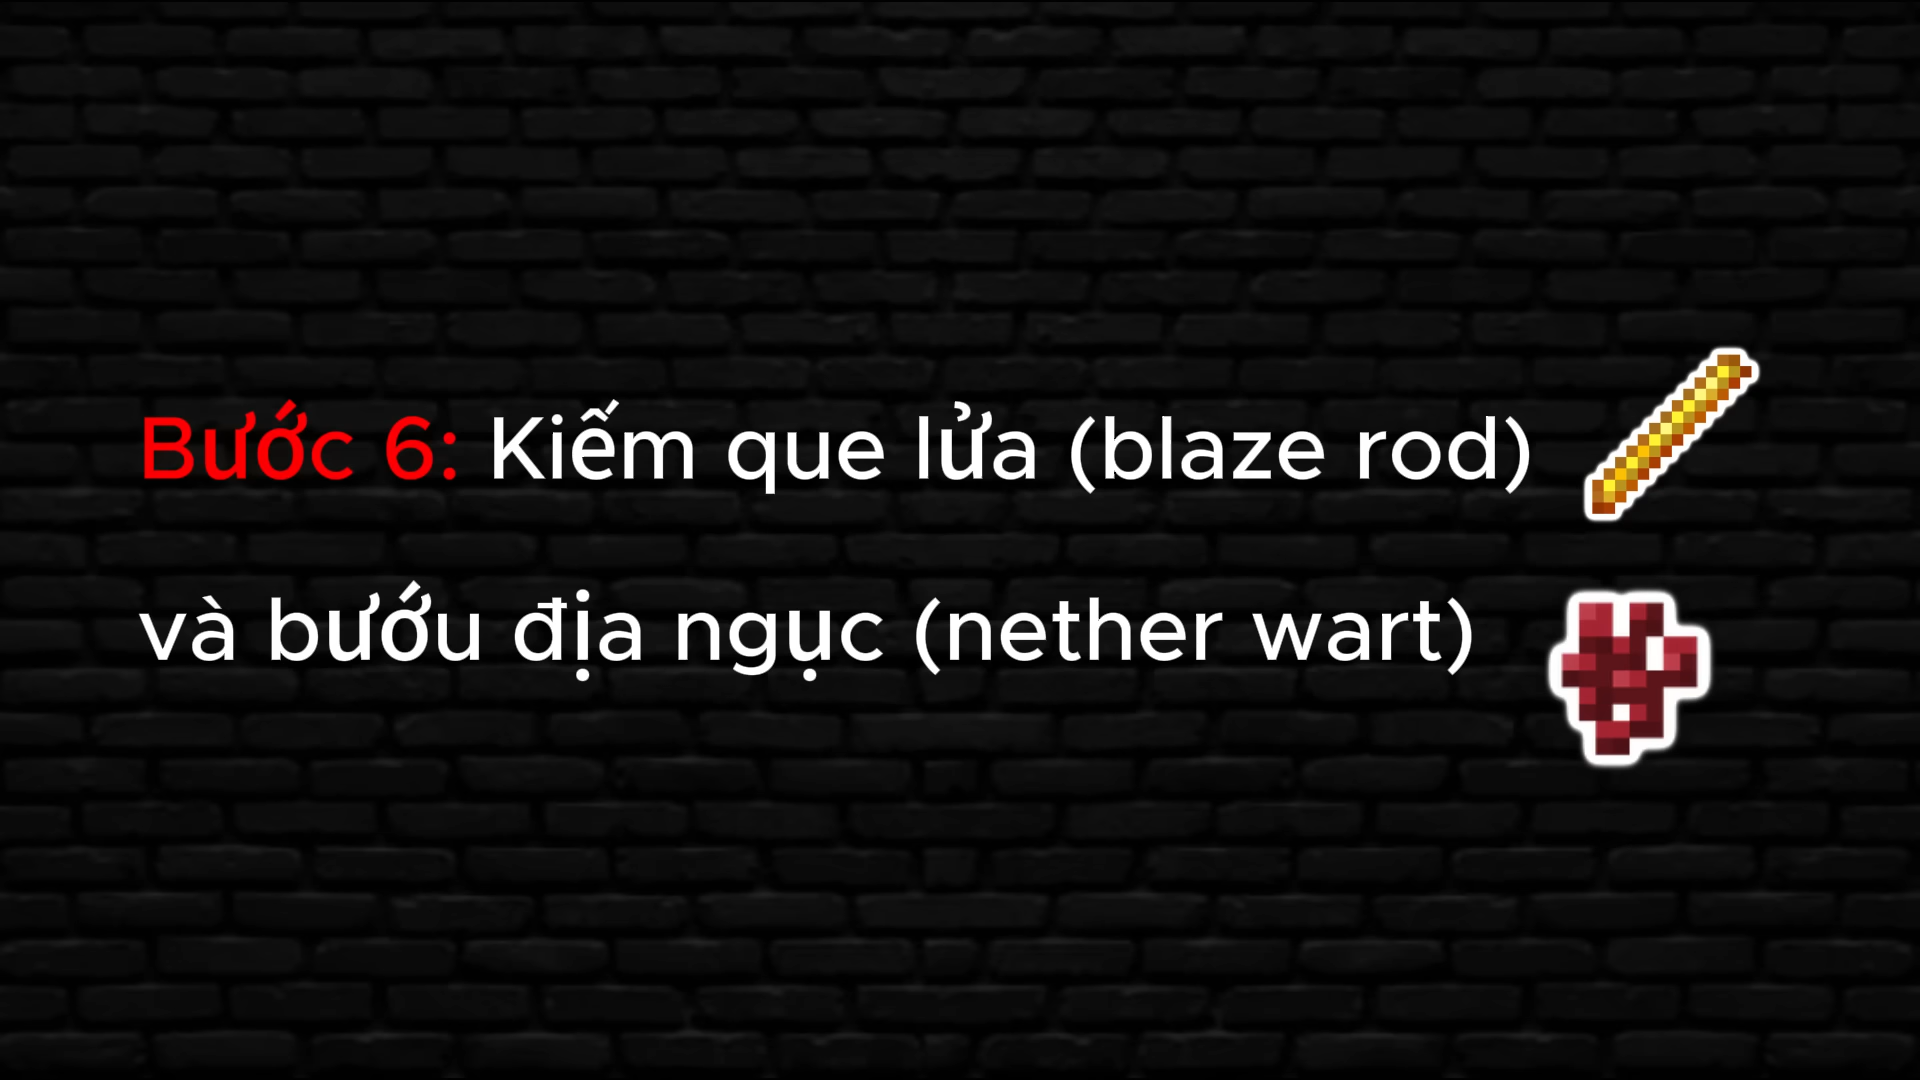 Bước 6: Kiếm que lửa (blaze rod)
và bướu địa ngục (nether wart)